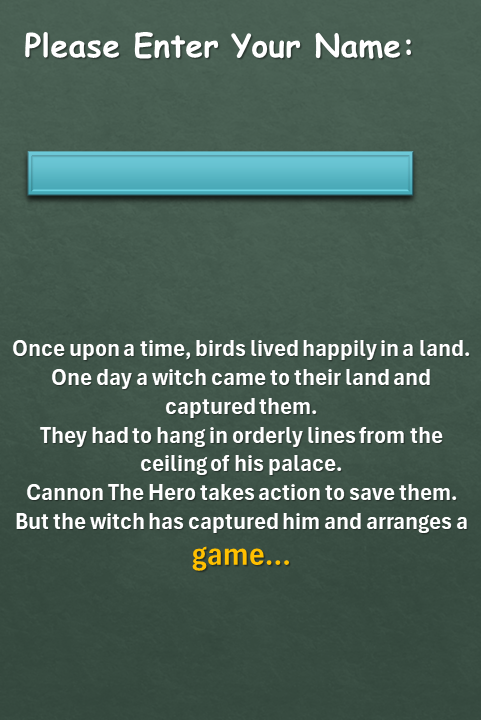 Please Enter Your Name:
Once upon a time, birds lived happily in a land.
One day a witch came to their land and
captured them.
They had to hang in orderly lines from the
ceiling of his palace.
Cannon The Hero takes action to save them.
But the witch has captured him and arranges a
game...